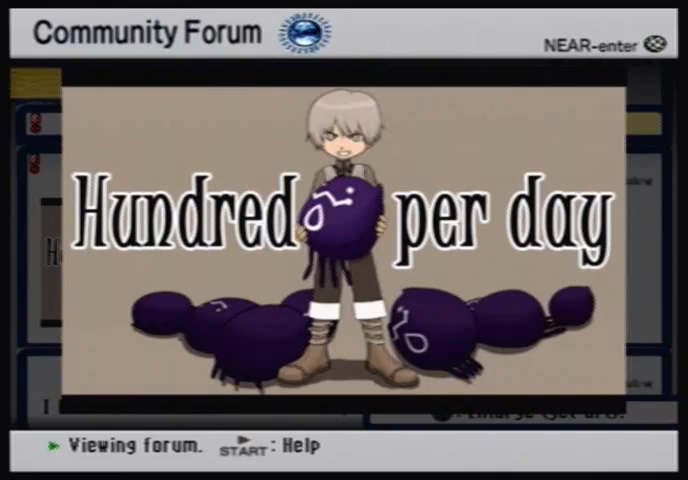 Community Forum
NEAR-enter
Hundred per day
I
Viewing forum. START: Help